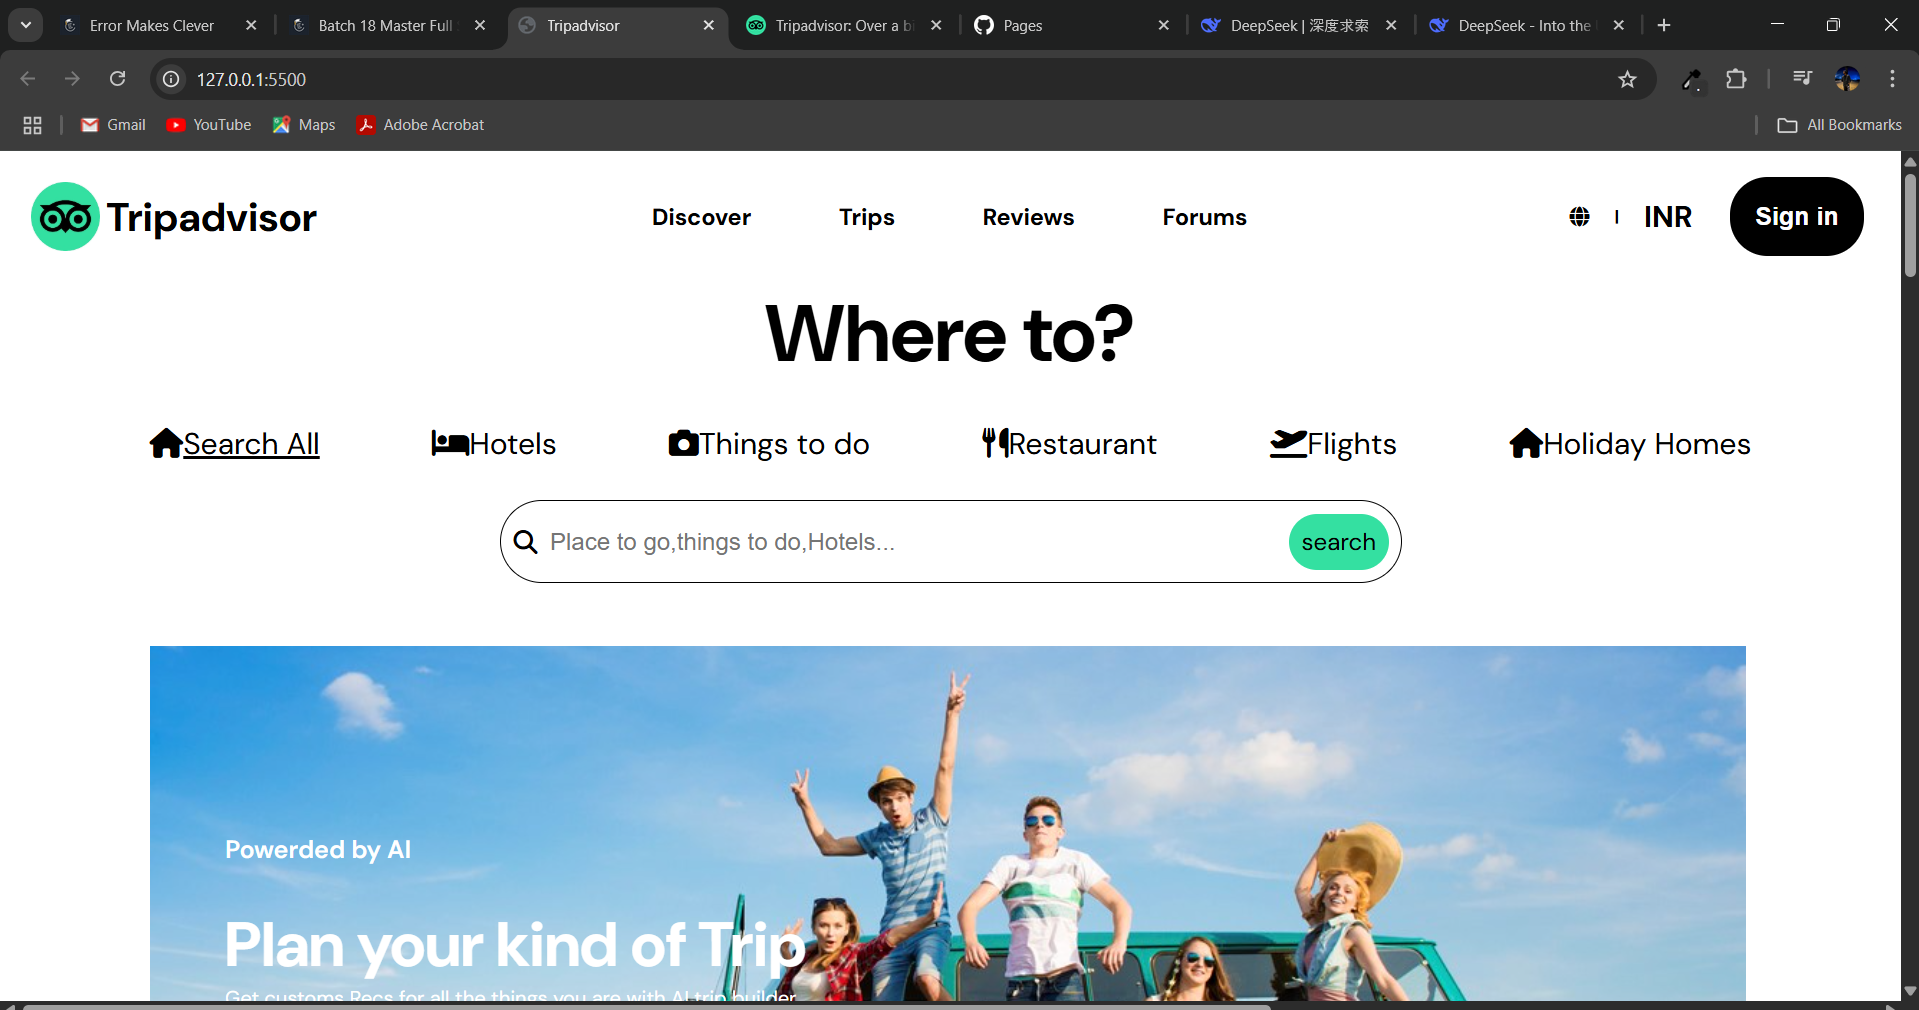 Error Makes Clever
Batch 18 Master Full
Tripadvisor
Tripadvisor: Over a bi
Pages
DeepSeek | 深度求索
DeepSeek - Into the
127.0.0.1:5500
Gmail
YouTube
Maps
Adobe Acrobat
All Bookmarks
Tripadvisor
Discover
Trips
Reviews
Forums
|
INR
Sign in
Where to?
Search All
Hotels
Things to do
Restaurant
Flights
Holiday Homes
Place to go,things to do,Hotels...
search
Powerded by AI
Plan your kind of Trip
Get customs Recs for all the things you are with AI trip builder